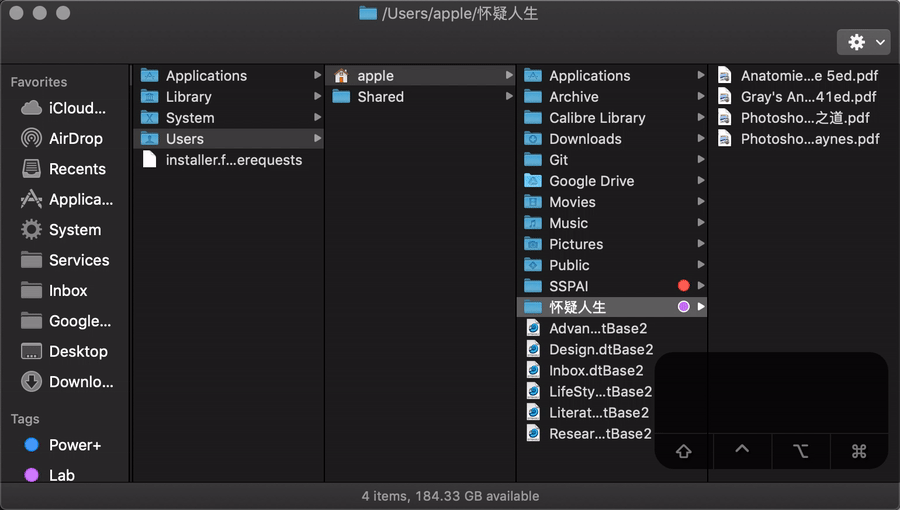 /Users/apple/怀疑人生
Favorites
iCloud...
AirDrop
Recents
Applica...
System
Services
Inbox
Google...
Desktop
Downlo...
Tags
Power+
Lab
Applications
Library
System
Users
installer.f...erequests
apple
Shared
Applications
Archive
Calibre Library
Downloads
Git
Google Drive
Movies
Music
Pictures
Public
SSPAI
怀疑人生
Advan...tBase2
Design.dtBase2
Inbox.dtBase2
LifeSty...tBase2
Literat...tBase2
Resear...tBase2
Anatomie...e 5ed.pdf
Gray's An...41ed.pdf
Photosho...之道.pdf
Photosho...aynes.pdf
4 items, 184.33 GB available